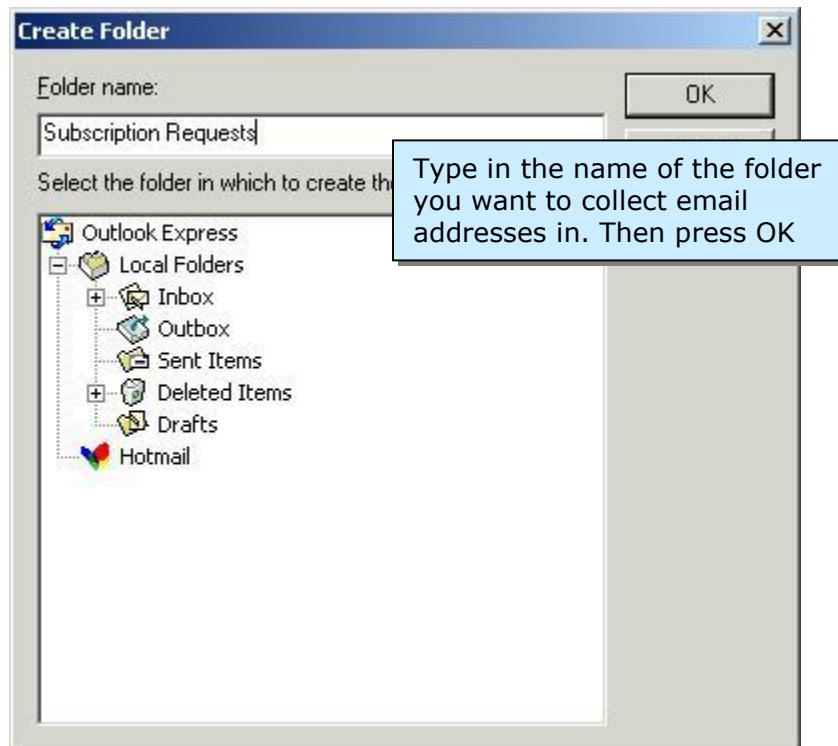 Create Folder
Folder name:
OK
Subscription Requests
Select the folder in which to create the
Type in the name of the folder
you want to collect email
addresses in. Then press OK
Outlook Express
Local Folders
Inbox
Outbox
Sent Items
Deleted Items
Drafts
Hotmail